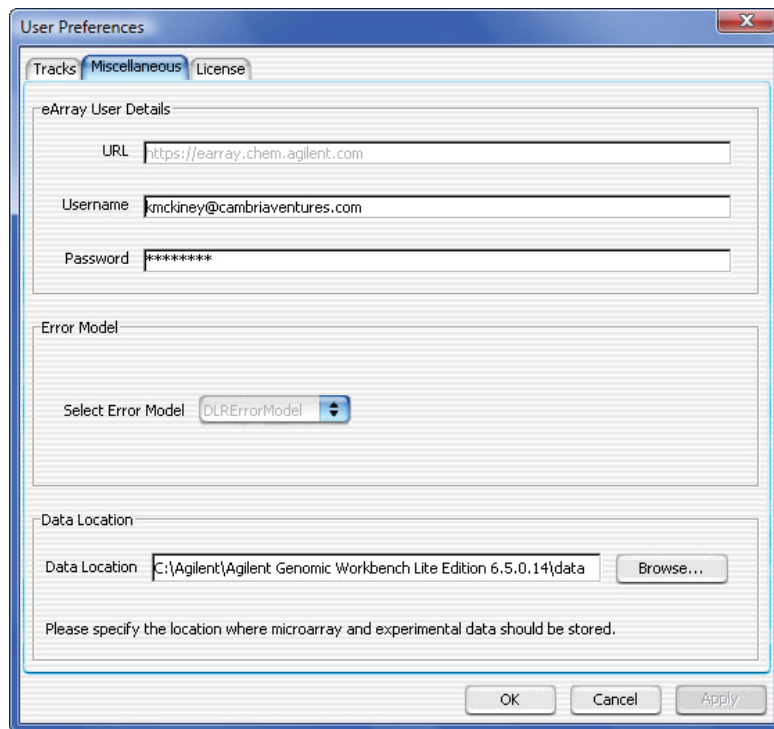 User Preferences
Tracks Miscellaneous License
eArray User Details
URL https://earray.chem.agilent.com
Username kmckiney@cambriaventures.com
Password ********
Error Model
Select Error Model DLRErrorModel
Data Location
Data Location C:\Agilent\Agilent Genomic Workbench Lite Edition 6.5.0.14\data Browse...
Please specify the location where microarray and experimental data should be stored.
OK Cancel Apply